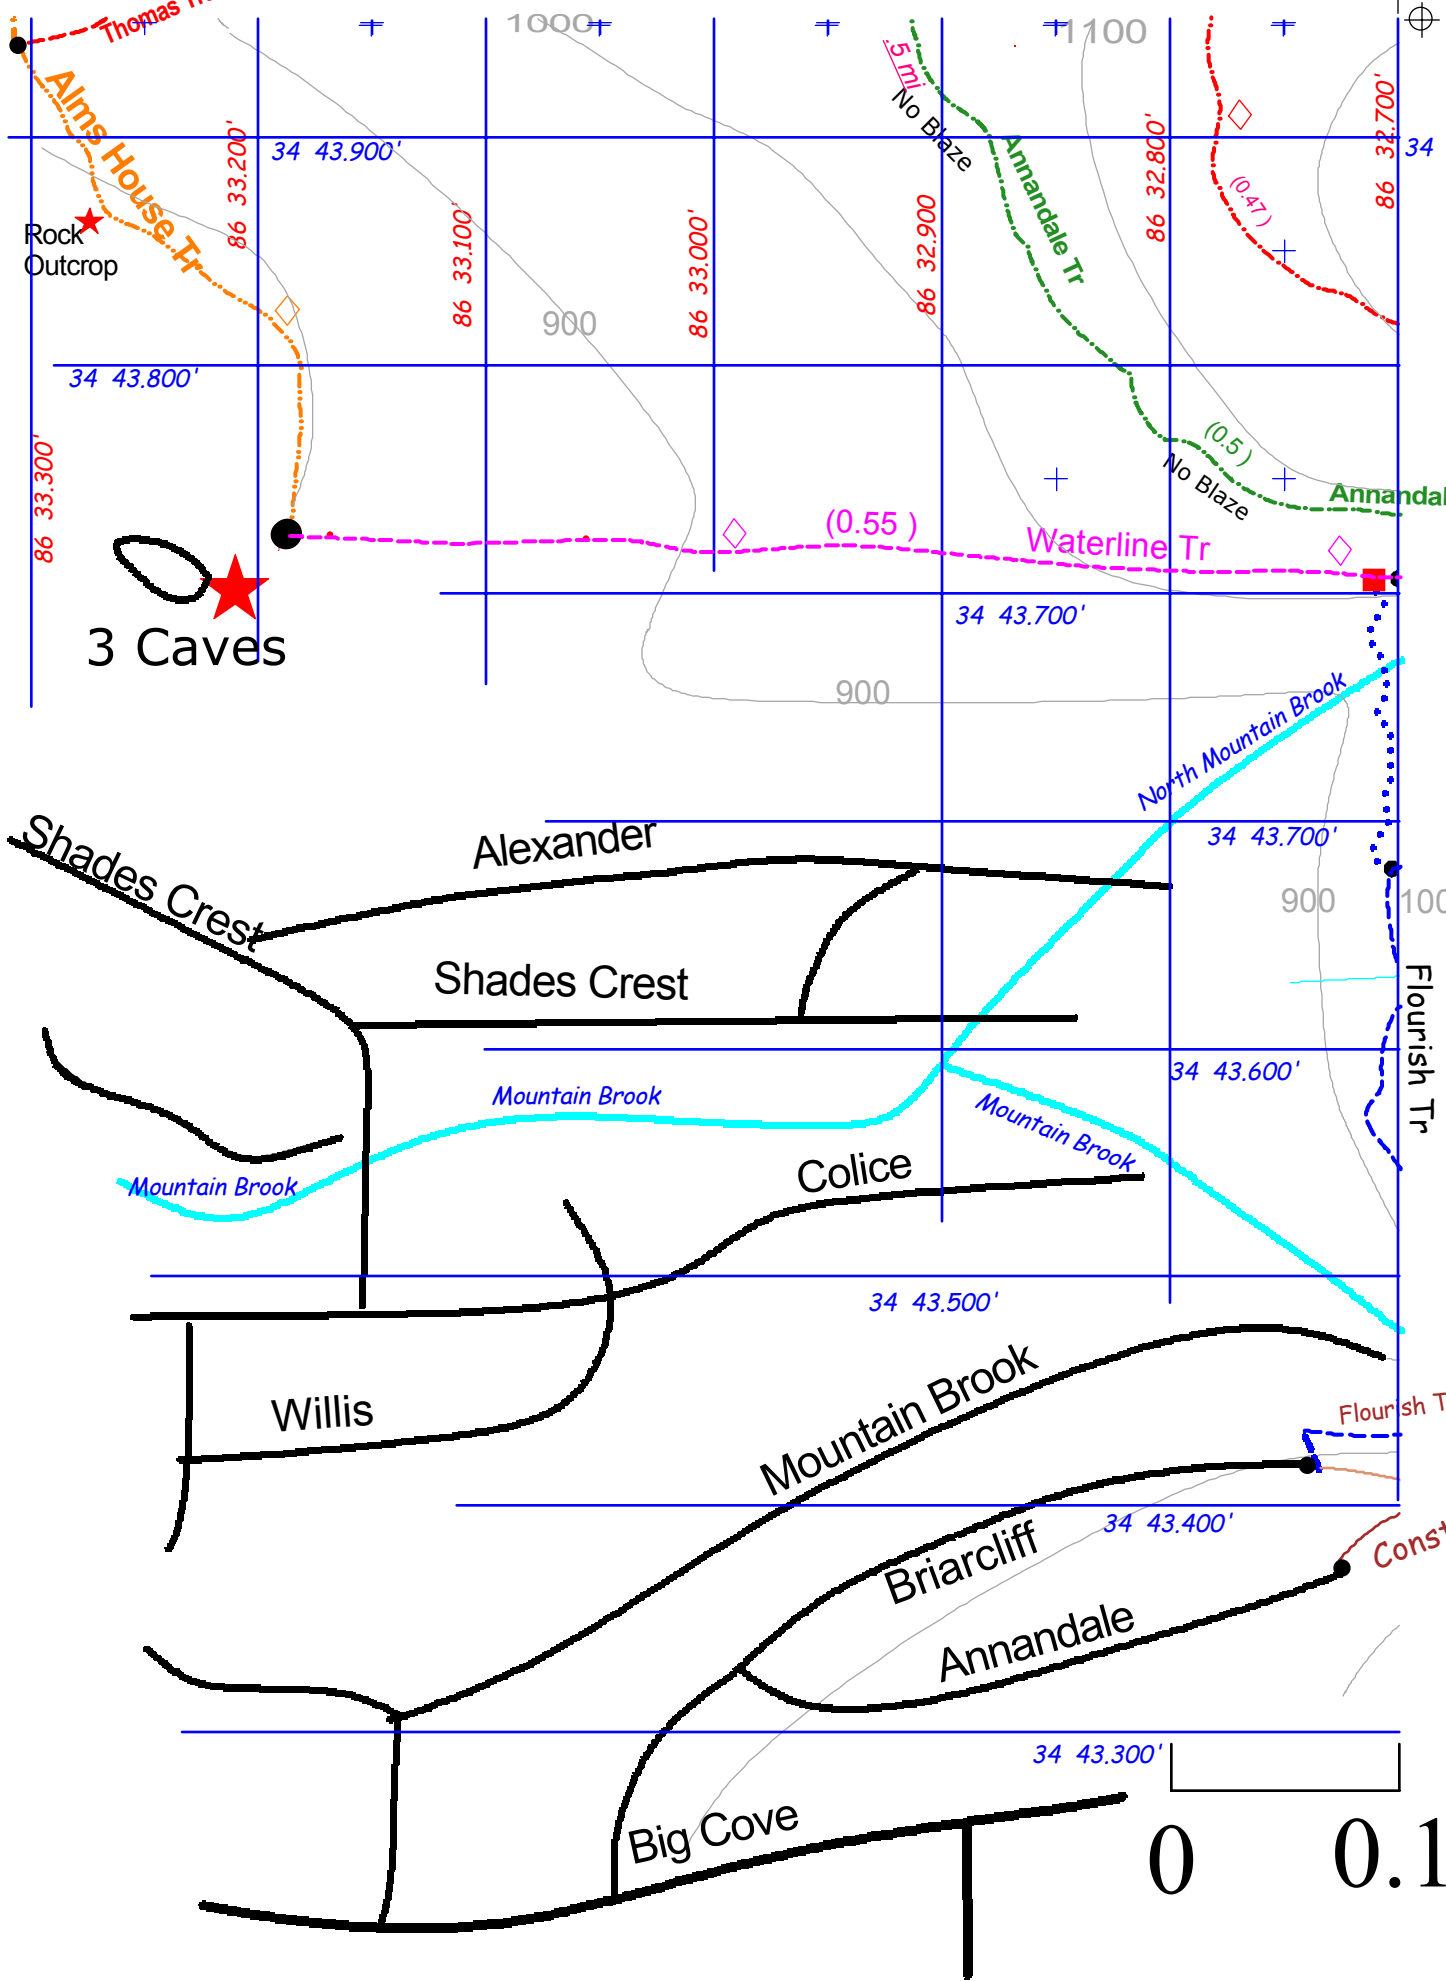 Thomas
1000
1100
.5 mi
No Blaze
Alms House Tr
86 33.200'
34 43.900'
86 32.800'
86 32.700'
34
Annandale Tr
(0.47 )
Rock
Outcrop
86 33.100'
86 33.000'
86 32.900
900
34 43.800'
(0.5 )
No Blaze
Annandal
86 33.300'
(0.55 )
Waterline Tr
34 43.700'
3 Caves
900
North Mountain Brook
Shades Crest
Alexander
34 43.700'
900
100
Shades Crest
Flourish Tr
34 43.600'
Mountain Brook
Mountain Brook
Mountain Brook
Colice
34 43.500'
Willis
Mountain Brook
Flourish T
34 43.400'
Briarcliff
Const
Annandale
34 43.300'
Big Cove
0
0.1